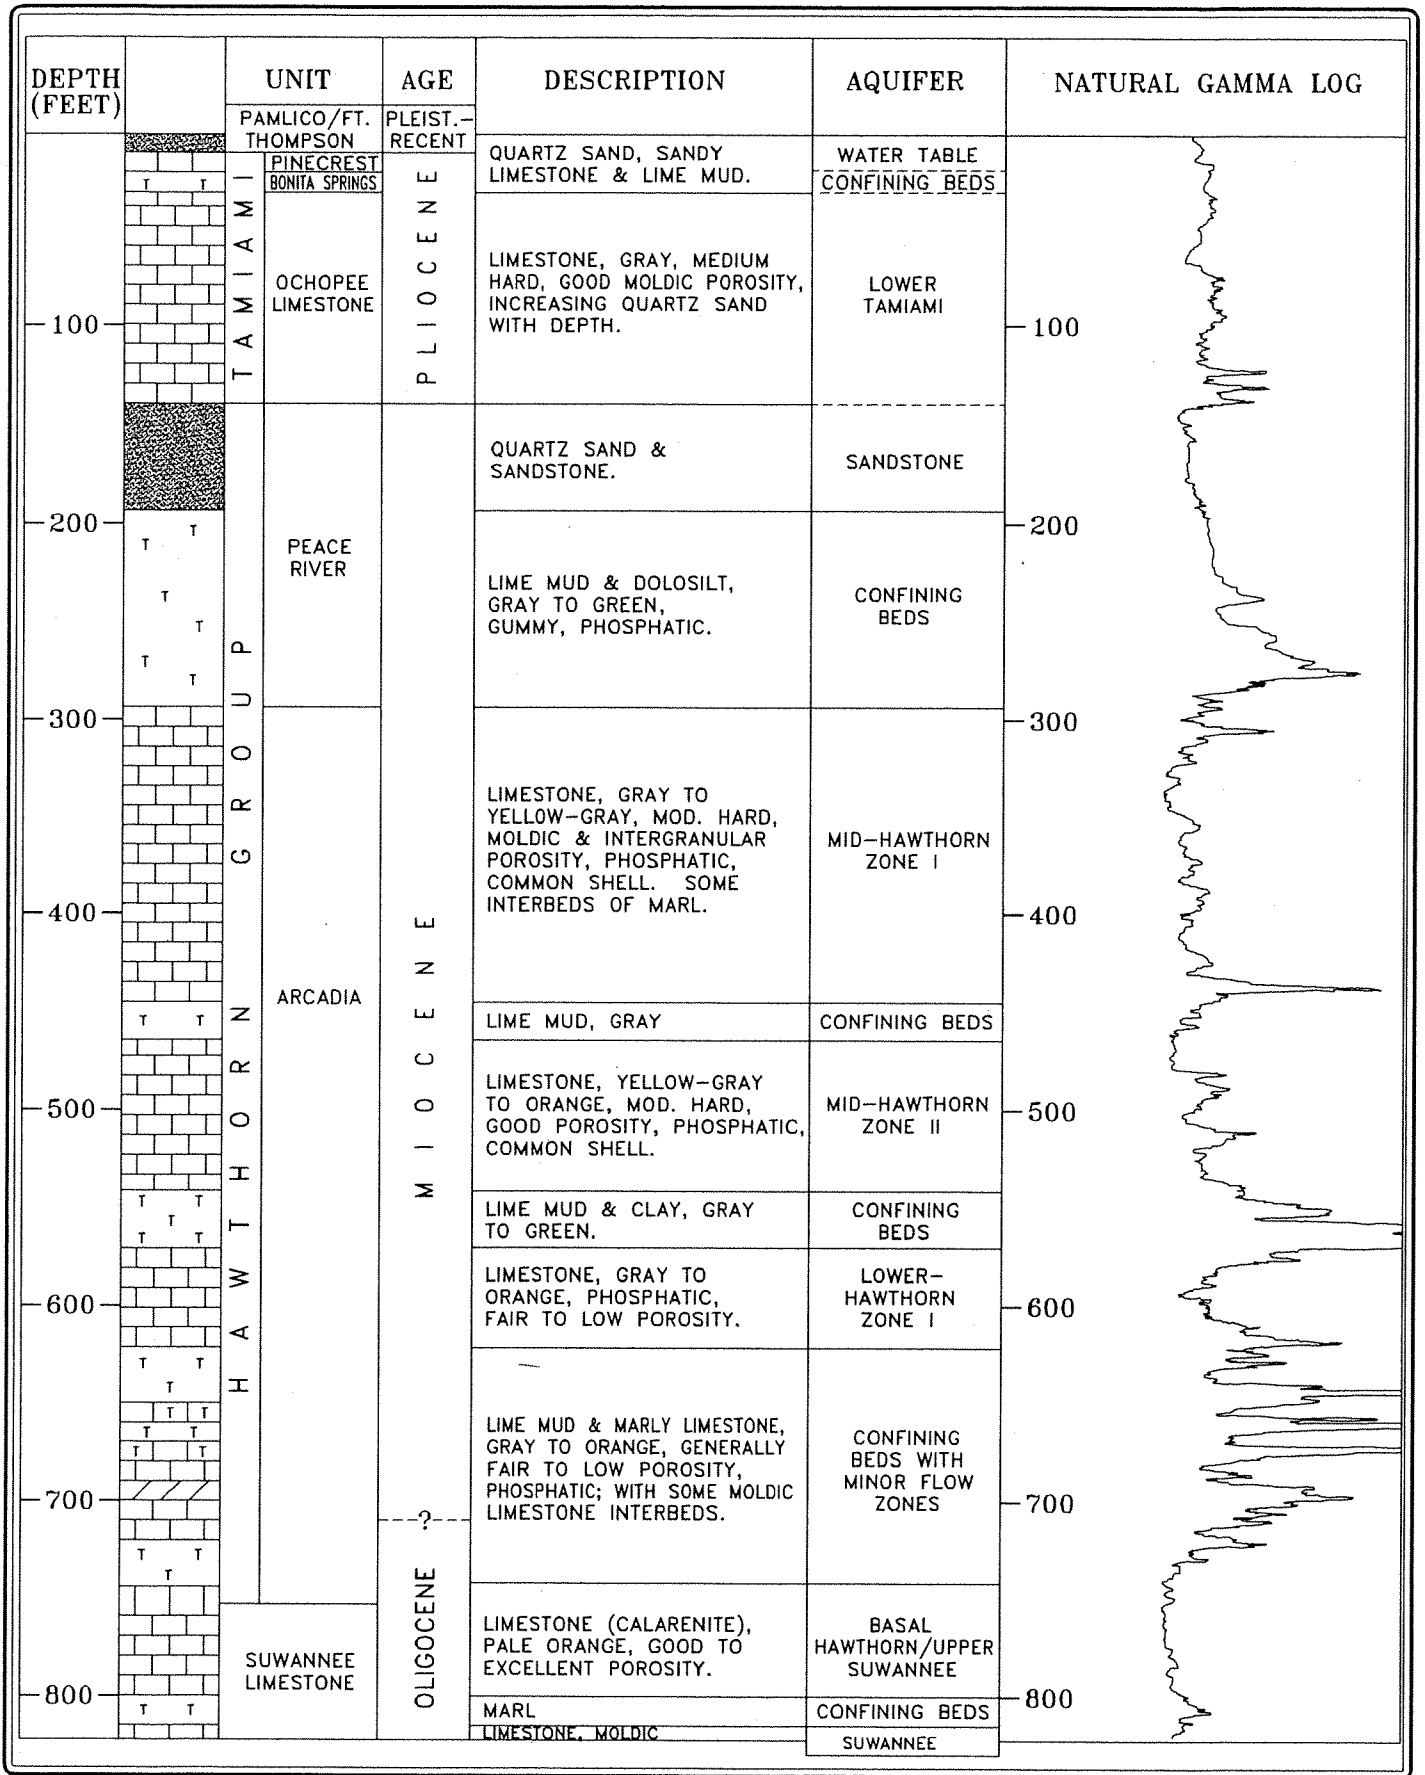 DEPTH
(FEET)
UNIT
AGE
DESCRIPTION
AQUIFER
NATURAL GAMMA LOG
PAMLICO/FT.
THOMPSON
PLEIST.-
RECENT
PINECREST
BONITA SPRINGS
QUARTZ SAND, SANDY
LIMESTONE & LIME MUD.
WATER TABLE
CONFINING BEDS
T T
TAMIAMI
OCHOPEE
LIMESTONE
PLIOCENE
LIMESTONE, GRAY, MEDIUM
HARD, GOOD MOLDIC POROSITY,
INCREASING QUARTZ SAND
WITH DEPTH.
LOWER
TAMIAMI
100
100
QUARTZ SAND &
SANDSTONE.
SANDSTONE
200
200
T
T
T
T
T
T
PEACE
RIVER
LIME MUD & DOLOSILT,
GRAY TO GREEN,
GUMMY, PHOSPHATIC.
CONFINING
BEDS
HAWTHORN GROUP
MIOCENE
300
300
LIMESTONE, GRAY TO
YELLOW-GRAY, MOD. HARD,
MOLDIC & INTERGRANULAR
POROSITY, PHOSPHATIC,
COMMON SHELL. SOME
INTERBEDS OF MARL.
MID-HAWTHORN
ZONE I
400
400
ARCADIA
T T
LIME MUD, GRAY
CONFINING BEDS
LIMESTONE, YELLOW-GRAY
TO ORANGE, MOD. HARD,
GOOD POROSITY, PHOSPHATIC,
COMMON SHELL.
MID-HAWTHORN
ZONE II
500
500
T T
T
T T
LIME MUD & CLAY, GRAY
TO GREEN.
CONFINING
BEDS
LIMESTONE, GRAY TO
ORANGE, PHOSPHATIC,
FAIR TO LOW POROSITY.
LOWER-
HAWTHORN
ZONE I
600
600
T T
T
T T
T T
T T
LIME MUD & MARLY LIMESTONE,
GRAY TO ORANGE, GENERALLY
FAIR TO LOW POROSITY,
PHOSPHATIC; WITH SOME MOLDIC
LIMESTONE INTERBEDS.
CONFINING
BEDS WITH
MINOR FLOW
ZONES
700
700
?
T T
T
OLIGOCENE
SUWANNEE
LIMESTONE
LIMESTONE (CALARENITE),
PALE ORANGE, GOOD TO
EXCELLENT POROSITY.
BASAL
HAWTHORN/UPPER
SUWANNEE
800
800
T T
MARL
CONFINING BEDS
LIMESTONE, MOLDIC
SUWANNEE